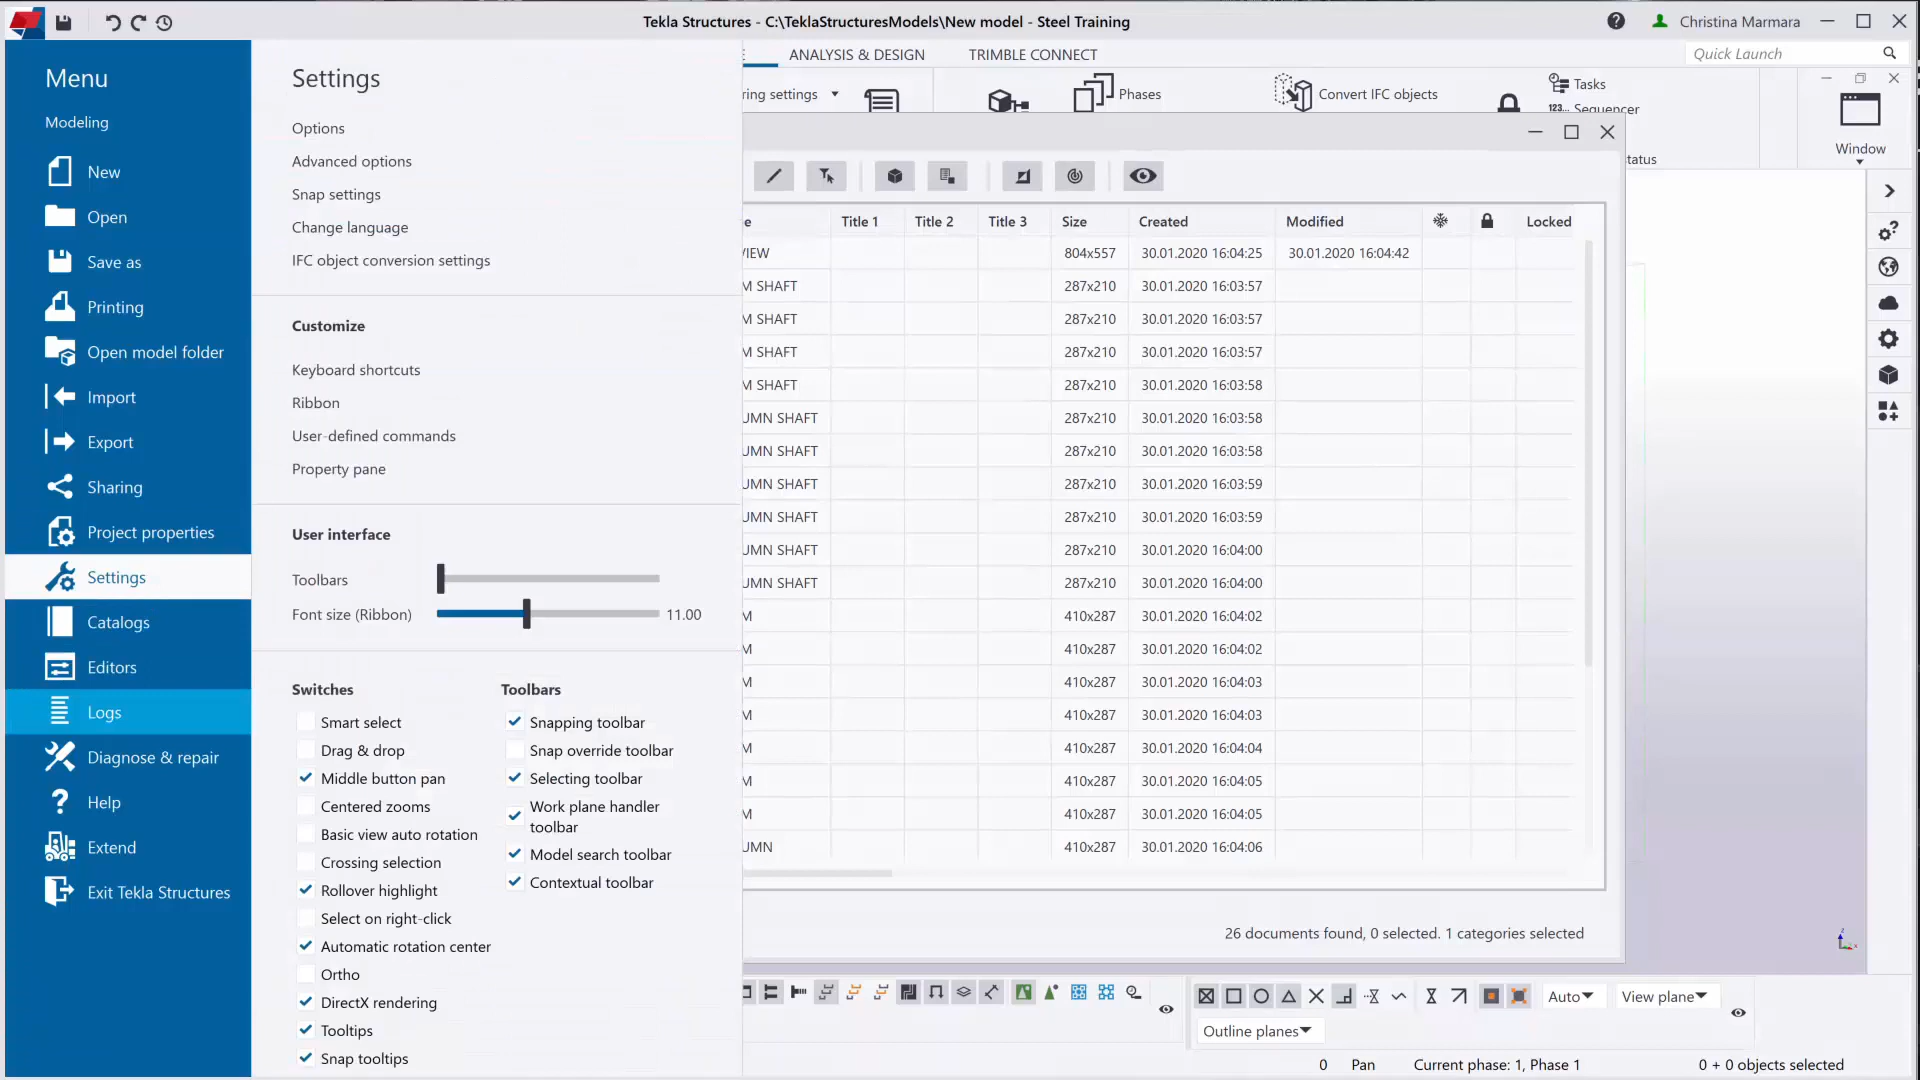 Tekla Structures - C:\TeklaStructuresModels\New model - Steel Training
Christina Marmara
Menu
Modeling
New
Open
Save as
Printing
Open model folder
Import
Export
Sharing
Project properties
Settings
Catalogs
Editors
Logs
Diagnose & repair
Help
Extend
Exit Tekla Structures
Settings
Options
Advanced options
Snap settings
Change language
IFC object conversion settings
Customize
Keyboard shortcuts
Ribbon
User-defined commands
Property pane
User interface
Toolbars
Font size (Ribbon) 11.00
Switches
Smart select
Drag & drop
Middle button pan
Centered zooms
Basic view auto rotation
Crossing selection
Rollover highlight
Select on right-click
Automatic rotation center
Ortho
DirectX rendering
Tooltips
Snap tooltips
Toolbars
Snapping toolbar
Snap override toolbar
Selecting toolbar
Work plane handler
toolbar
Model search toolbar
Contextual toolbar
ANALYSIS & DESIGN TRIMBLE CONNECT
Quick Launch
ring settings
Phases
Convert IFC objects
Tasks
123... Sequencer
status
Window
e Title 1 Title 2 Title 3 Size Created Modified Locked
VIEW 804x557 30.01.2020 16:04:25 30.01.2020 16:04:42
M SHAFT 287x210 30.01.2020 16:03:57
M SHAFT 287x210 30.01.2020 16:03:57
M SHAFT 287x210 30.01.2020 16:03:57
M SHAFT 287x210 30.01.2020 16:03:58
UMN SHAFT 287x210 30.01.2020 16:03:58
UMN SHAFT 287x210 30.01.2020 16:03:58
UMN SHAFT 287x210 30.01.2020 16:03:59
UMN SHAFT 287x210 30.01.2020 16:03:59
UMN SHAFT 287x210 30.01.2020 16:04:00
UMN SHAFT 287x210 30.01.2020 16:04:00
M 410x287 30.01.2020 16:04:02
M 410x287 30.01.2020 16:04:02
M 410x287 30.01.2020 16:04:03
M 410x287 30.01.2020 16:04:03
M 410x287 30.01.2020 16:04:04
M 410x287 30.01.2020 16:04:05
M 410x287 30.01.2020 16:04:05
UMN 410x287 30.01.2020 16:04:06
26 documents found, 0 selected. 1 categories selected
Auto View plane
Outline planes
0 Pan Current phase: 1, Phase 1 0 + 0 objects selected